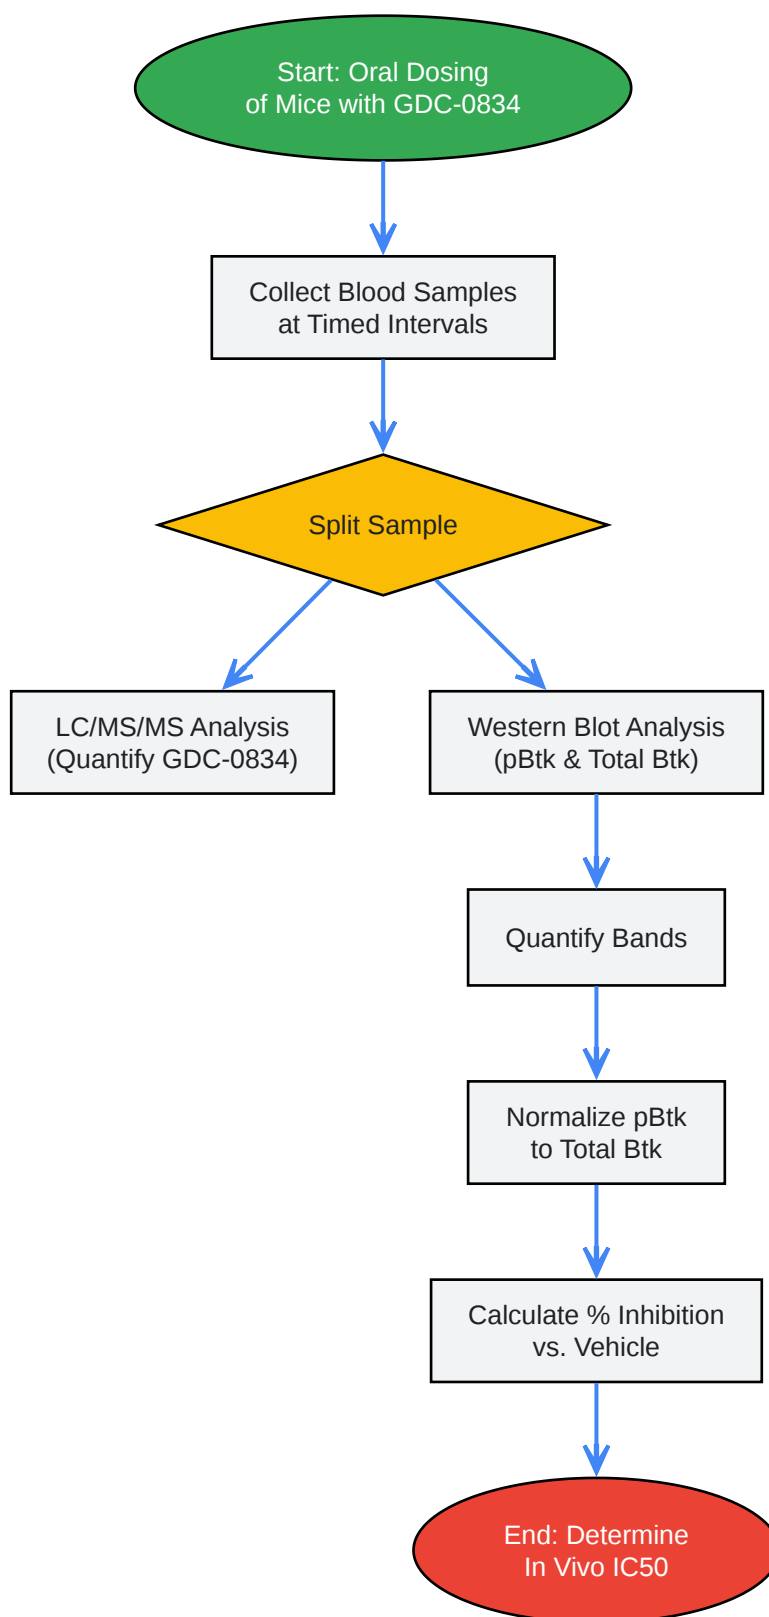 Start: Oral Dosing
of Mice with GDC-0834
Collect Blood Samples
at Timed Intervals
Split Sample
LC/MS/MS Analysis
(Quantify GDC-0834)
Western Blot Analysis
(pBtk & Total Btk)
Quantify Bands
Normalize pBtk
to Total Btk
Calculate % Inhibition
vs. Vehicle
End: Determine
In Vivo IC50